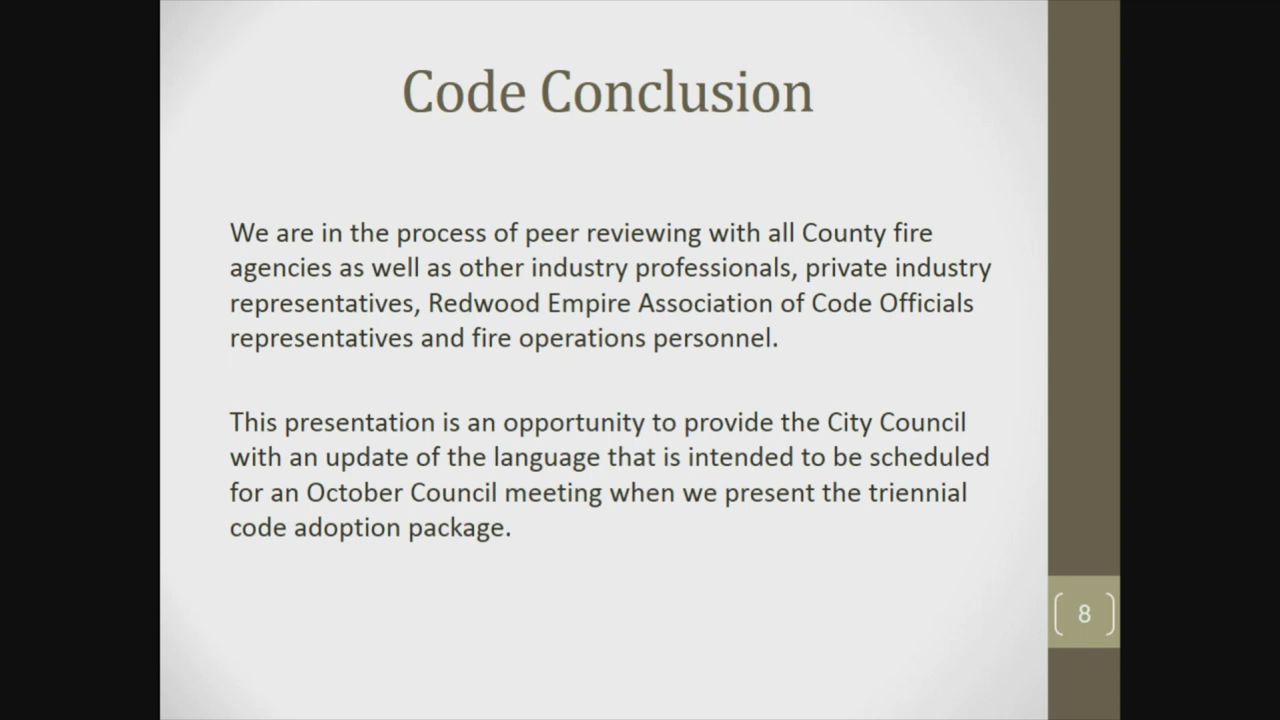 Code Conclusion
We are in the process of peer reviewing with all County fire
agencies as well as other industry professionals, private industry
representatives, Redwood Empire Association of Code Officials
representatives and fire operations personnel.
This presentation is an opportunity to provide the City Council
with an update of the language that is intended to be scheduled
for an October Council meeting when we present the triennial
code adoption package.
8